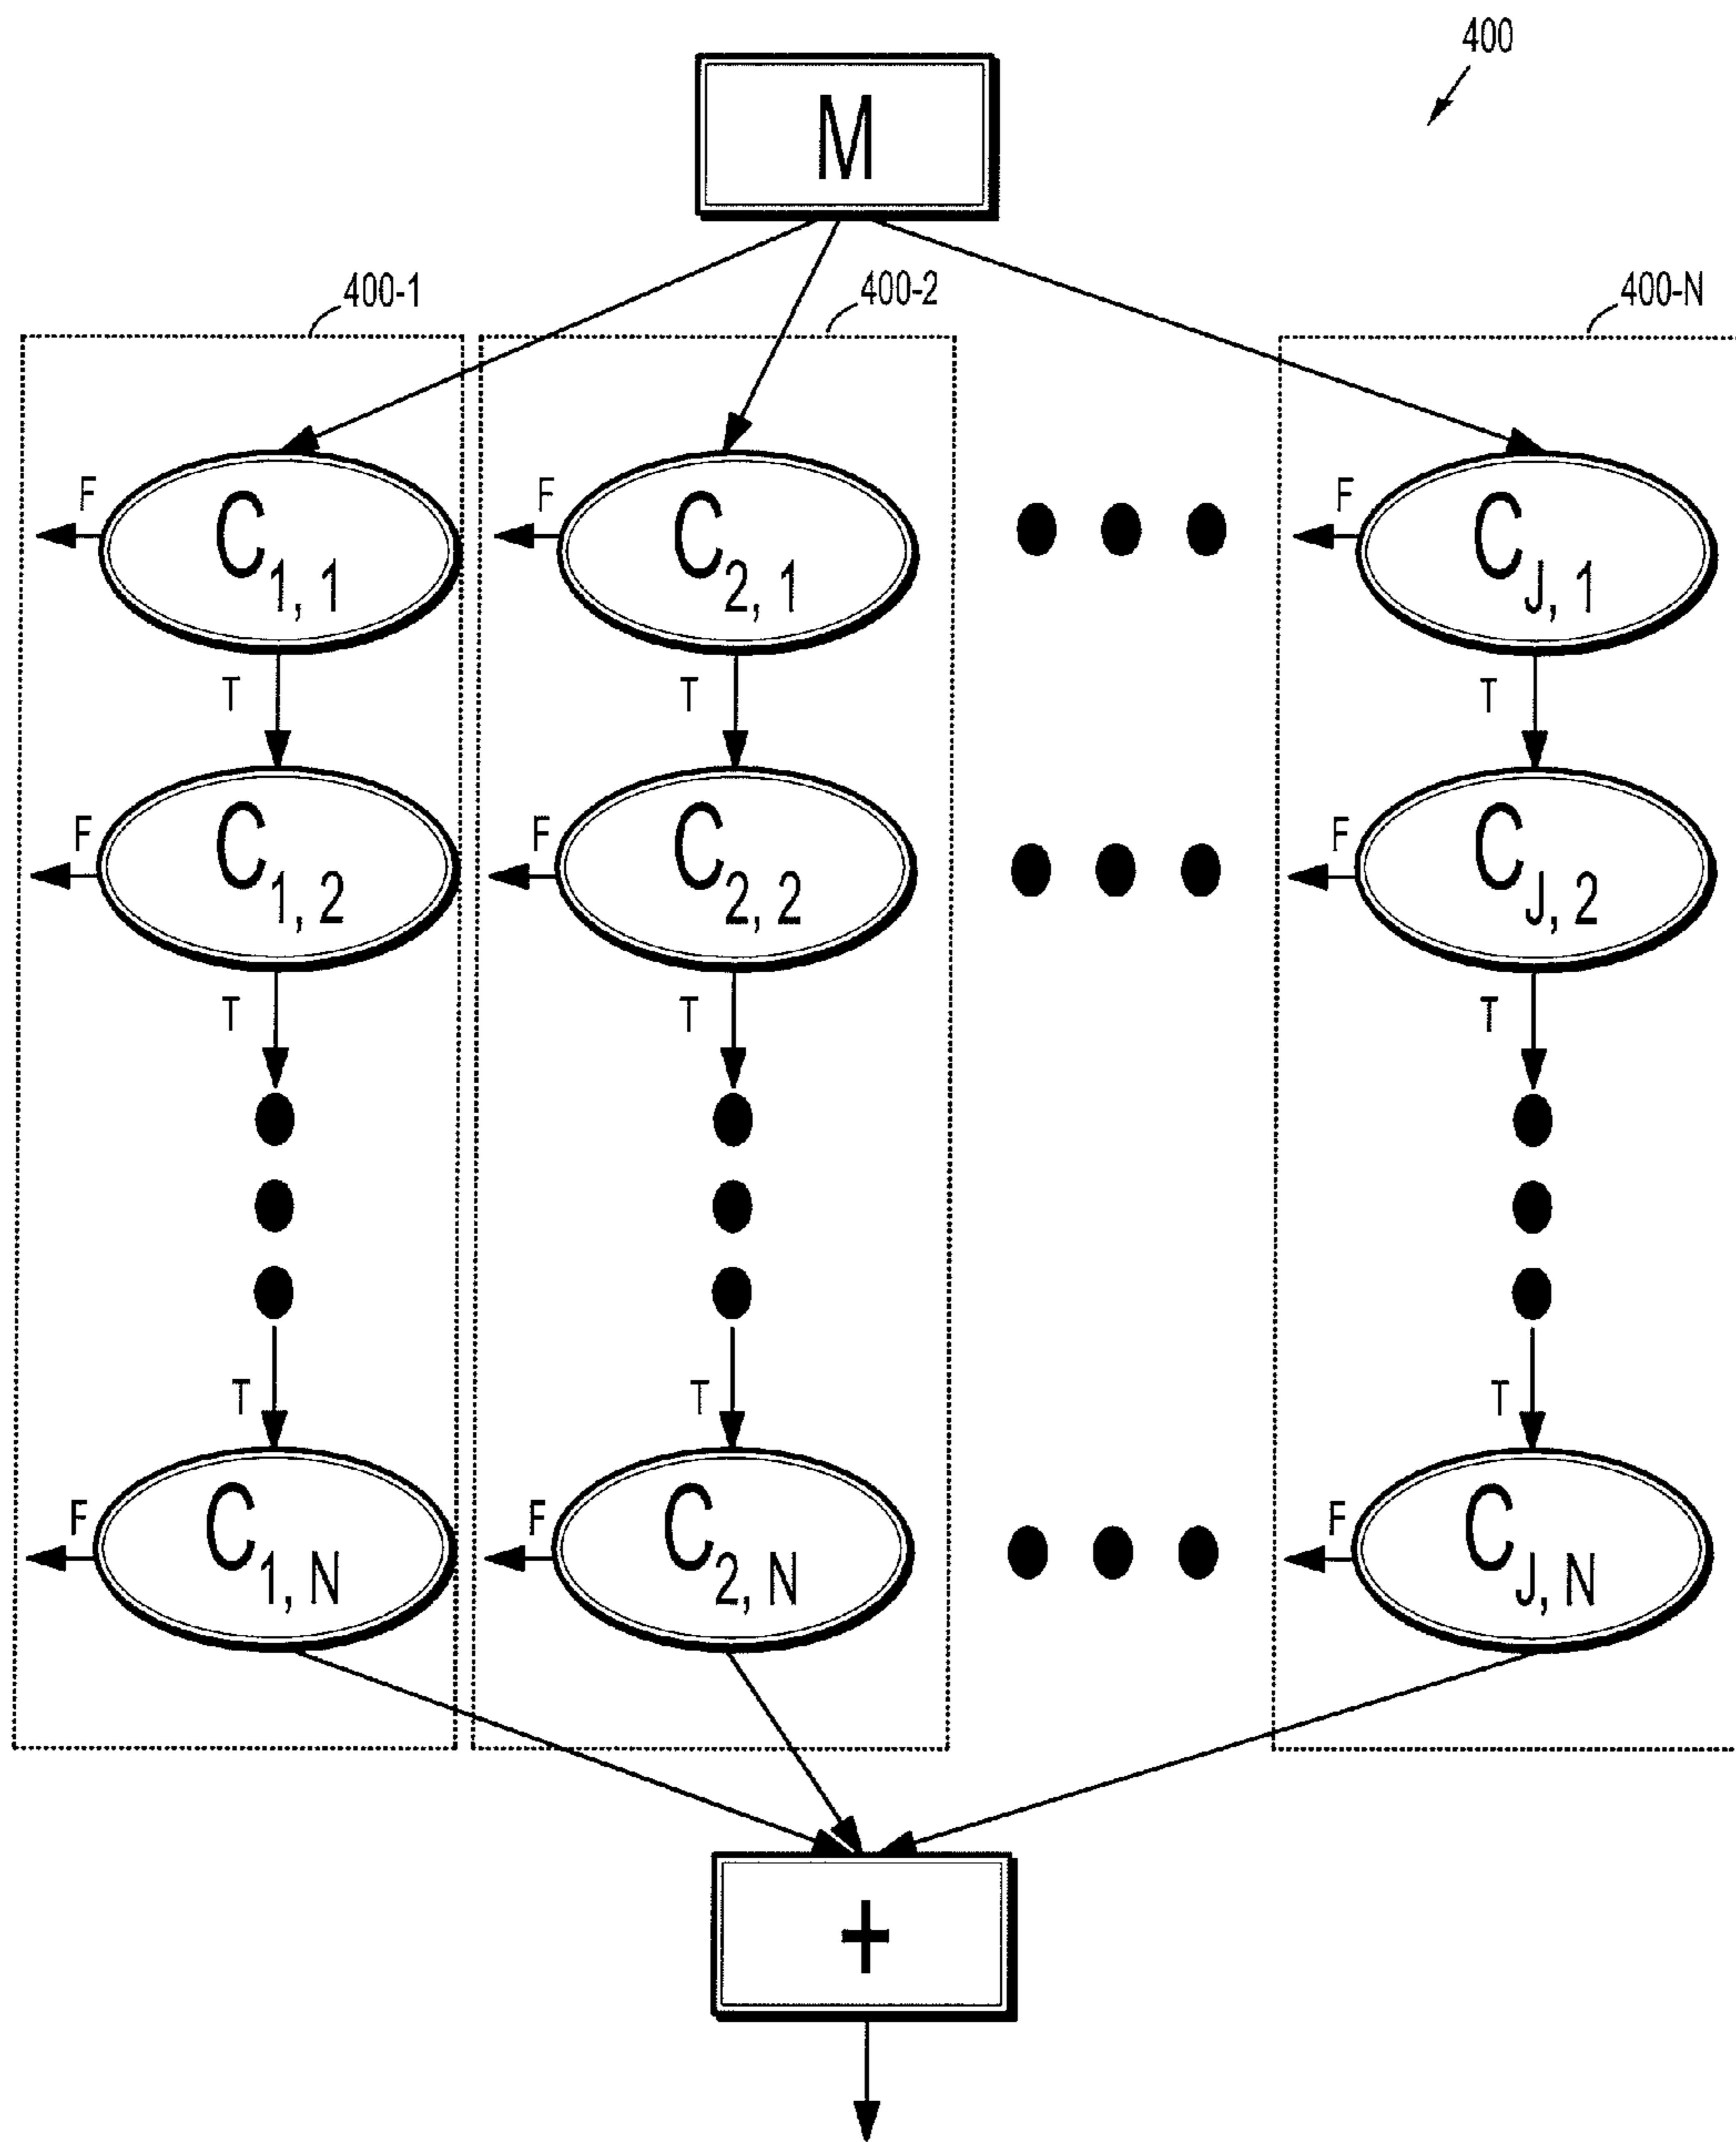 400
M
400-1 400-2 400-N
F C1, 1 F C2, 1 F CJ, 1
T T T
F C1, 2 F C2, 2 F CJ, 2
T T T
T T T
F C1, N F C2, N F CJ, N
+